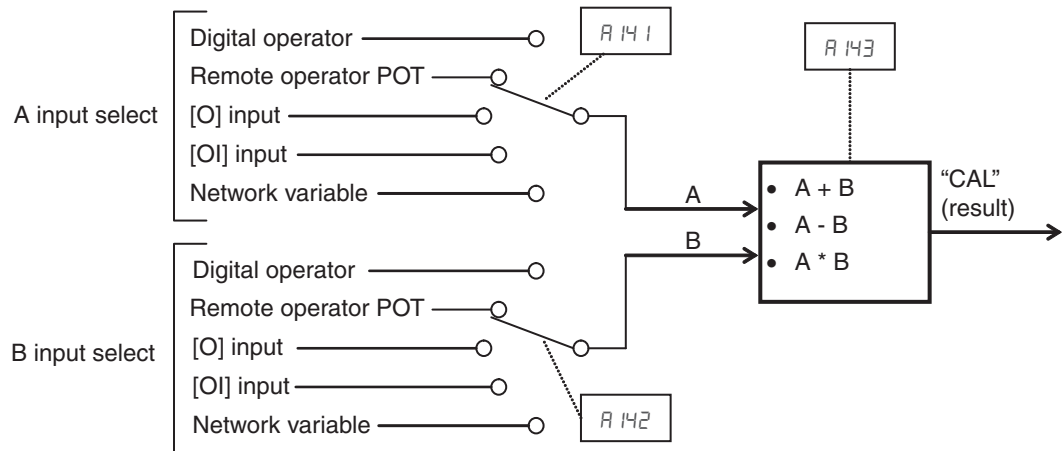 Digital operator
A141
A143
Remote operator POT
A input select
[O] input
[OI] input
"CAL"
(result)
Network variable
A
• A + B
• A - B
• A * B
B
Digital operator
Remote operator POT
B input select
[O] input
[OI] input
A142
Network variable